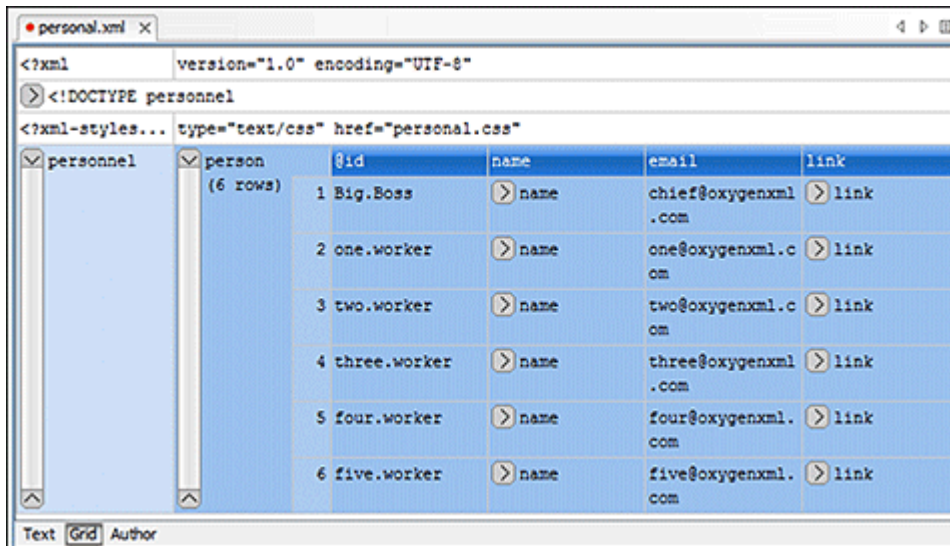 personal.xml
<?xml version="1.0" encoding="UTF-8"
<!DOCTYPE personnel
<?xml-styles... type="text/css" href="personal.css"
personnel person @id name email link
(6 rows) 1 Big.Boss name chief@oxygenxml link
.com
2 one.worker name one@oxygenxml.c link
om
3 two.worker name two@oxygenxml.c link
om
4 three.worker name three@oxygenxml link
.com
5 four.worker name four@oxygenxml. link
com
6 five.worker name five@oxygenxml. link
com
Text Grid Author